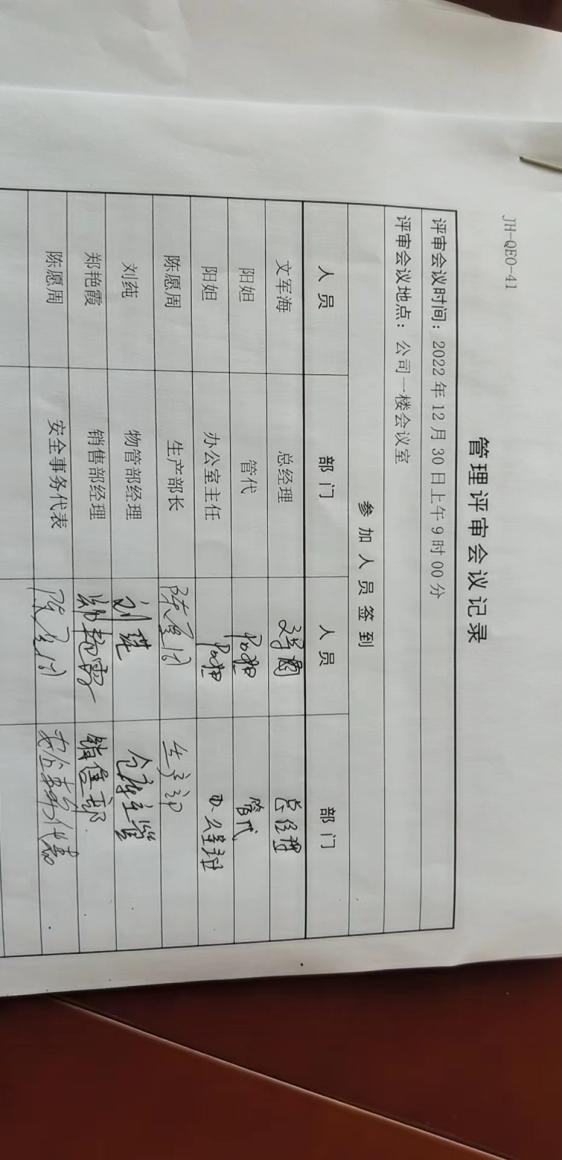 JH-QEO-41
管理评审会议记录
评审会议时间：2022年12月30日上午9时00分
评审会议地点：公司一楼会议室
参加人员签到
人员 部门 人员 部门
文军海 总经理 总经理
阳妲 管代 阳妲 管代
阳妲 办公室主任 阳妲 办公室主任
陈愿周 生产部长 陈愿周 生产部
刘纯 物管部经理 刘纯 仓库主管
郑艳霞 销售部经理 郑艳霞 销售部
陈愿周 安全事务代表 陈愿周 安全事务代表